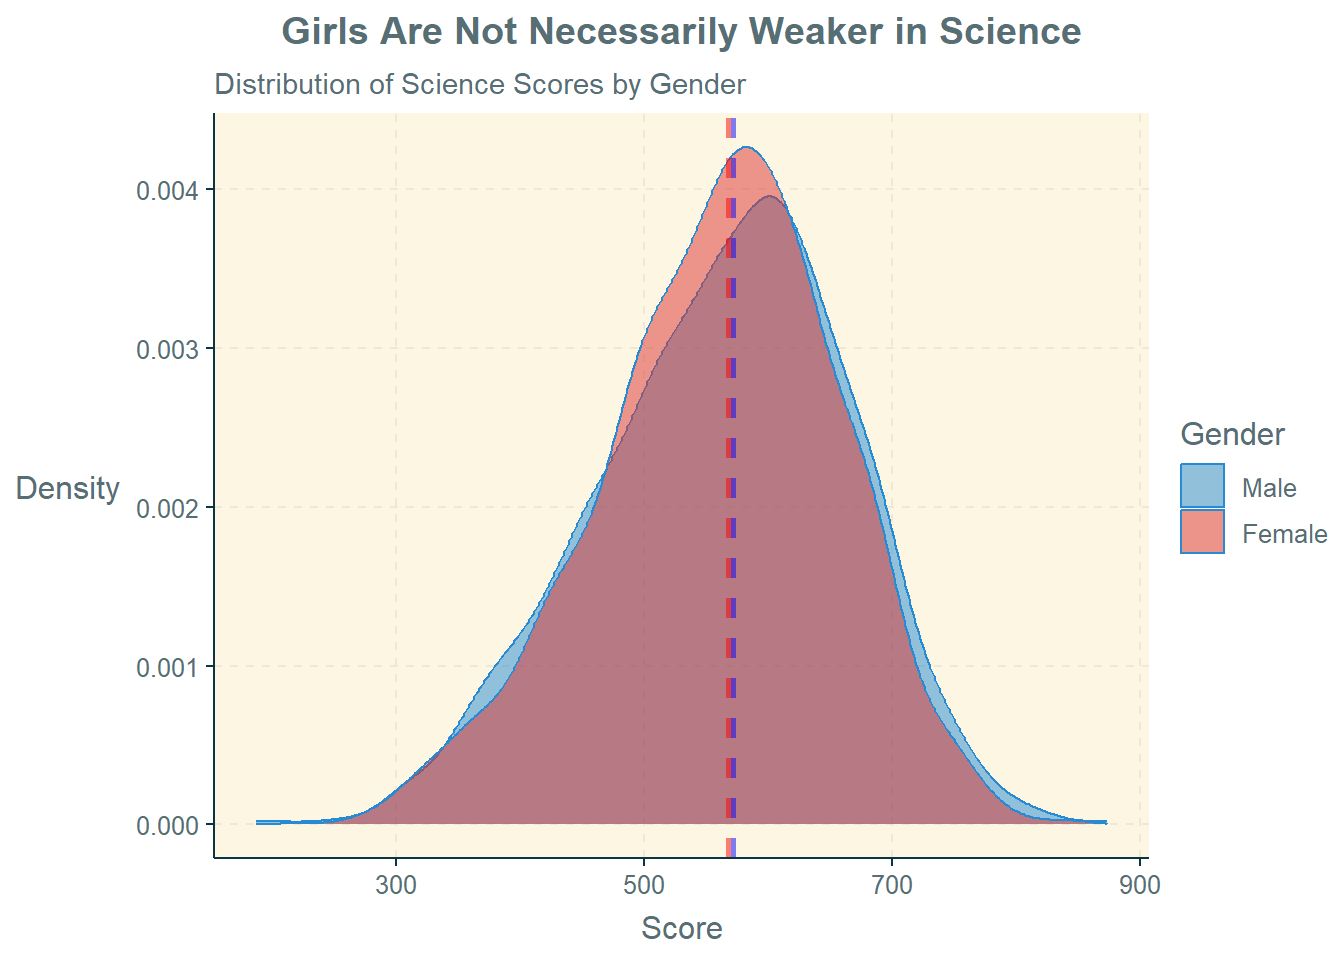 Girls Are Not Necessarily Weaker in Science
Distribution of Science Scores by Gender
0.004
0.003
Density
0.002
0.001
0.000
300
500
700
900
Score
Gender
Male
Female